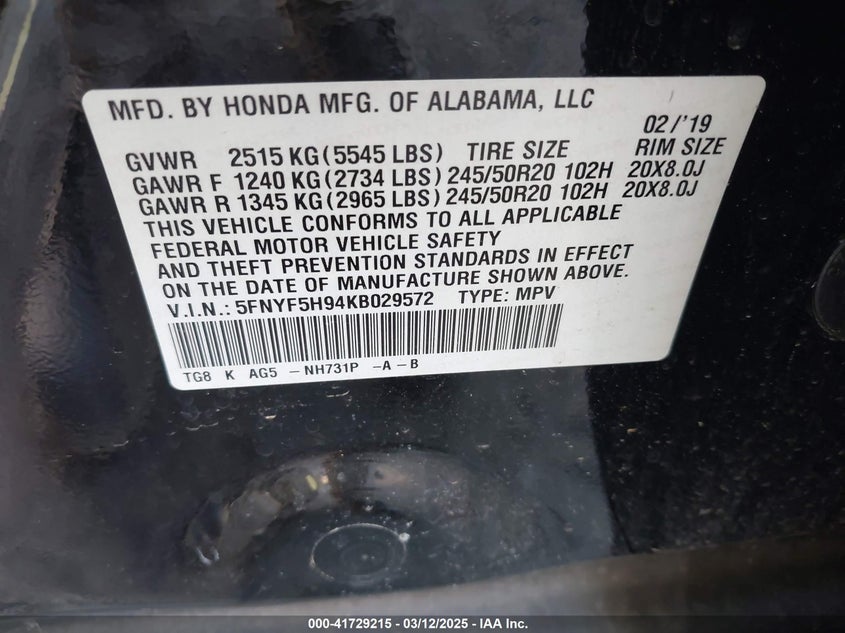 MFD. BY HONDA MFG. OF ALABAMA, LLC
02/'19
GVWR 2515 KG (5545 LBS) TIRE SIZE RIM SIZE
GAWR F 1240 KG (2734 LBS) 245/50R20 102H 20X8.0J
GAWR R 1345 KG (2965 LBS) 245/50R20 102H 20X8.0J
THIS VEHICLE CONFORMS TO ALL APPLICABLE
FEDERAL MOTOR VEHICLE SAFETY
AND THEFT PREVENTION STANDARDS IN EFFECT
ON THE DATE OF MANUFACTURE SHOWN ABOVE.
V.I.N.: 5FNYF5H94KB029572 TYPE: MPV
TG8 K AG5 - NH731P -A-B
000-41729215 - 03/12/2025 - IAA Inc.